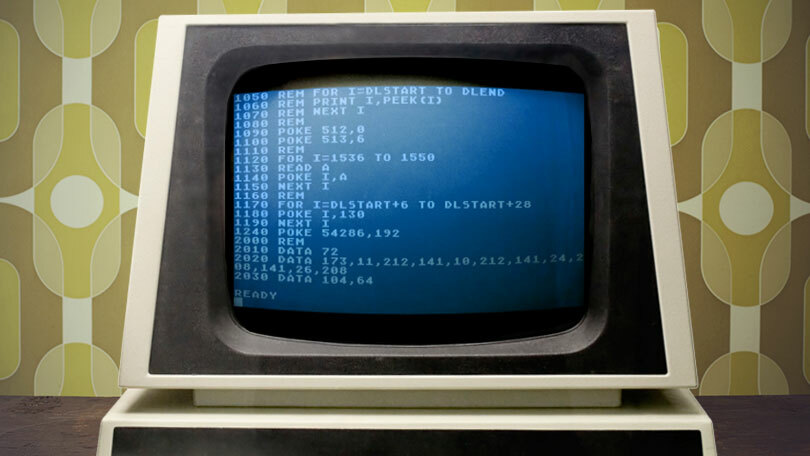 1050 REM FOR I=DLSTART TO DLEND
1060 REM PRINT I,PEEK(I)
1070 REM NEXT I
1080 REM
1090 POKE 512,0
1100 POKE 513,6
1110 REM
1120 FOR I=1536 TO 1550
1130 READ A
1140 POKE I,A
1150 NEXT I
1160 REM
1170 FOR I=DLSTART+6 TO DLSTART+28
1180 POKE I,130
1190 NEXT I
1240 POKE 54286,192
2000 REM
2010 DATA 72
2020 DATA 173,11,212,141,10,212,141,24,2
08,141,26,208
2030 DATA 104,64
READY